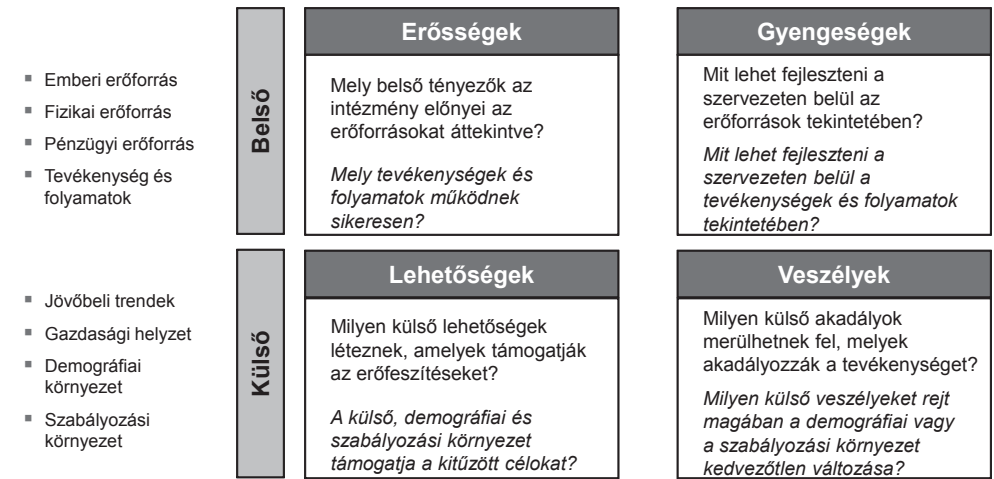 ▪ Emberi erőforrás
▪ Fizikai erőforrás
▪ Pénzügyi erőforrás
▪ Tevékenység és
folyamatok
Belső
Erősségek
Mely belső tényezők az
intézmény előnyei az
erőforrásokat áttekintve?
Mely tevékenységek és
folyamatok működnek
sikeresen?
Gyengeségek
Mit lehet fejleszteni a
szervezeten belül az
erőforrások tekintetében?
Mit lehet fejleszteni a
szervezeten belül a
tevékenységek és folyamatok
tekintetében?
▪ Jövőbeli trendek
▪ Gazdasági helyzet
▪ Demográfiai
környezet
▪ Szabályozási
környezet
Külső
Lehetőségek
Milyen külső lehetőségek
léteznek, amelyek támogatják
az erőfeszítéseket?
A külső, demográfiai és
szabályozási környezet
támogatja a kitűzött célokat?
Veszélyek
Milyen külső akadályok
merülhetnek fel, melyek
akadályozzák a tevékenységet?
Milyen külső veszélyeket rejt
magában a demográfiai vagy
a szabályozási környezet
kedvezőtlen változása?